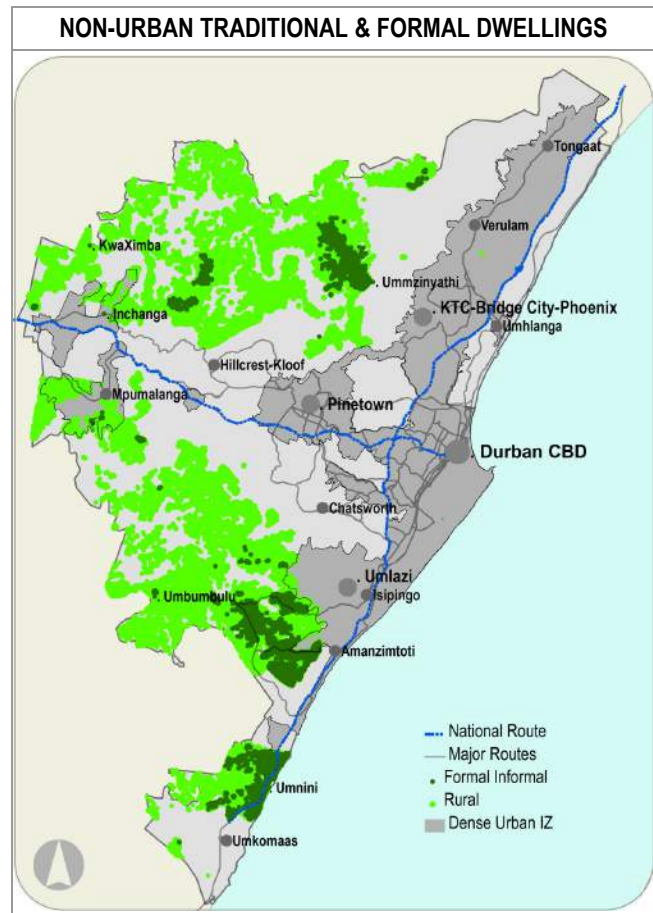 NON-URBAN TRADITIONAL & FORMAL DWELLINGS
Tongaat
Verulam
KwaXimba
Ummzinyathi
KTC-Bridge City-Phoenix
Inchanga
Umhlanga
Hillcrest-Kloof
Mpumalanga
Pinetown
Durban CBD
Chatsworth
Umlazi
Umbumbulu
Isipingo
Amanzimtoti
National Route
Major Routes
Formal Informal
Rural
Dense Urban IZ
Umnini
Umkomaas